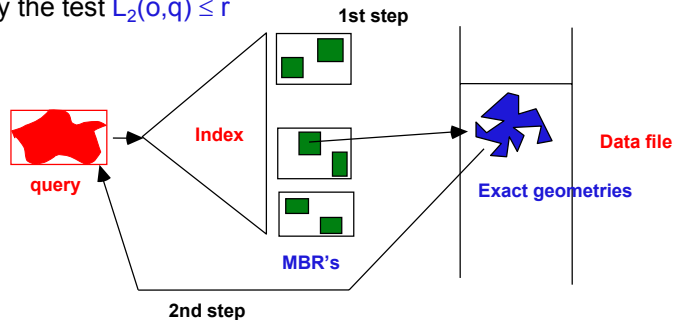 y the test L₂(o,q) ≤ r
1st step
Index
Data file
query
Exact geometries
MBR's
2nd step